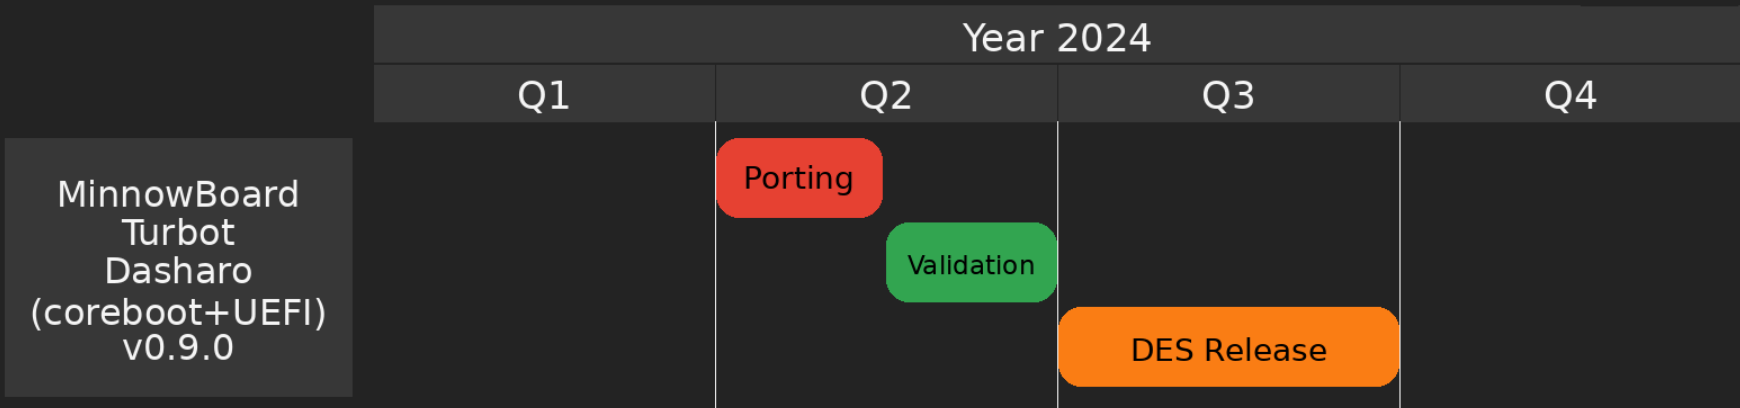 Year 2024
Q1 Q2 Q3 Q4
MinnowBoard
Turbot
Dasharo
(coreboot+UEFI)
v0.9.0
Porting
Validation
DES Release